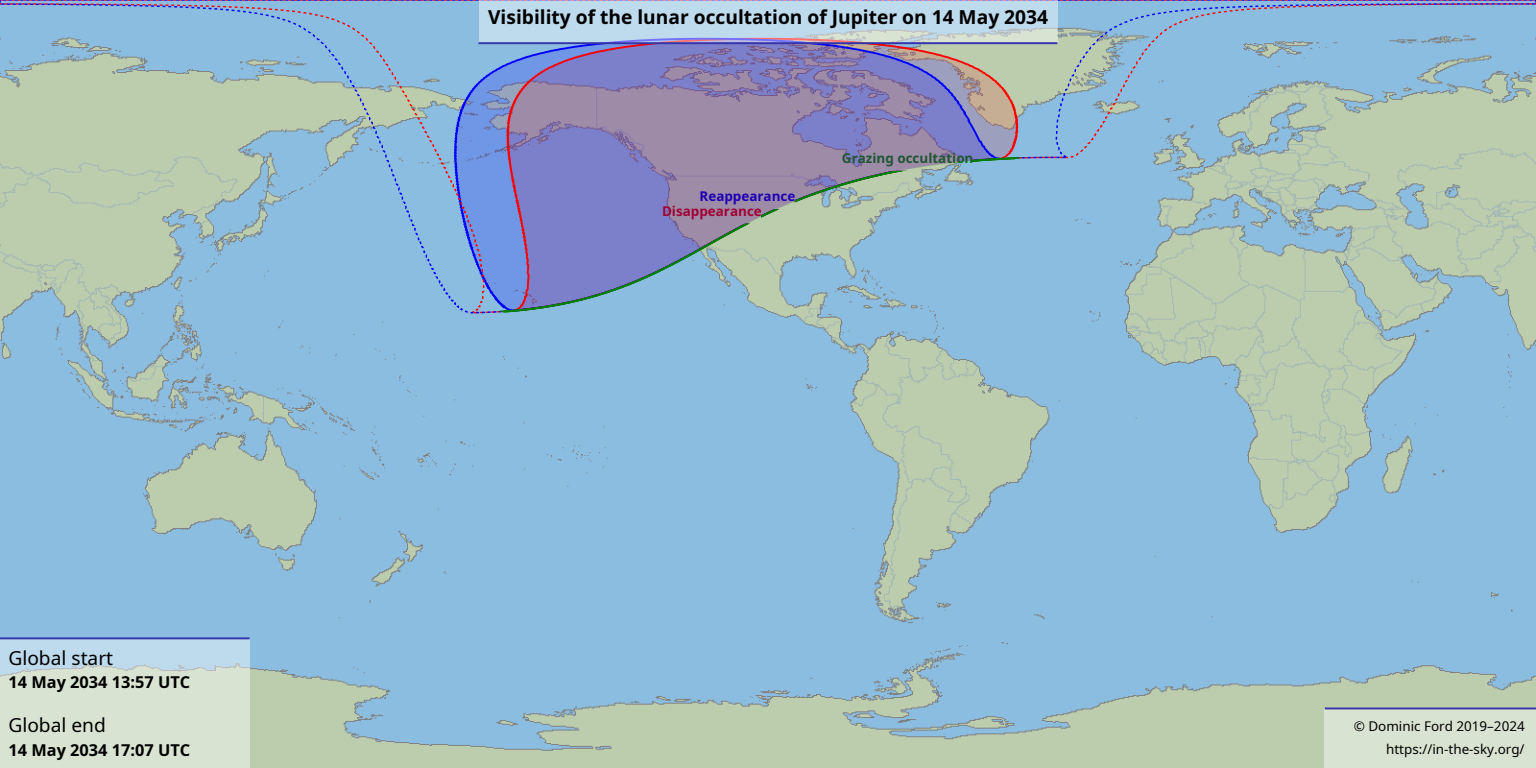 Visibility of the lunar occultation of Jupiter on 14 May 2034
Grazing occultation
Reappearance
Disappearance
Global start
14 May 2034 13:57 UTC
Global end
14 May 2034 17:07 UTC
© Dominic Ford 2019–2024
https://in-the-sky.org/